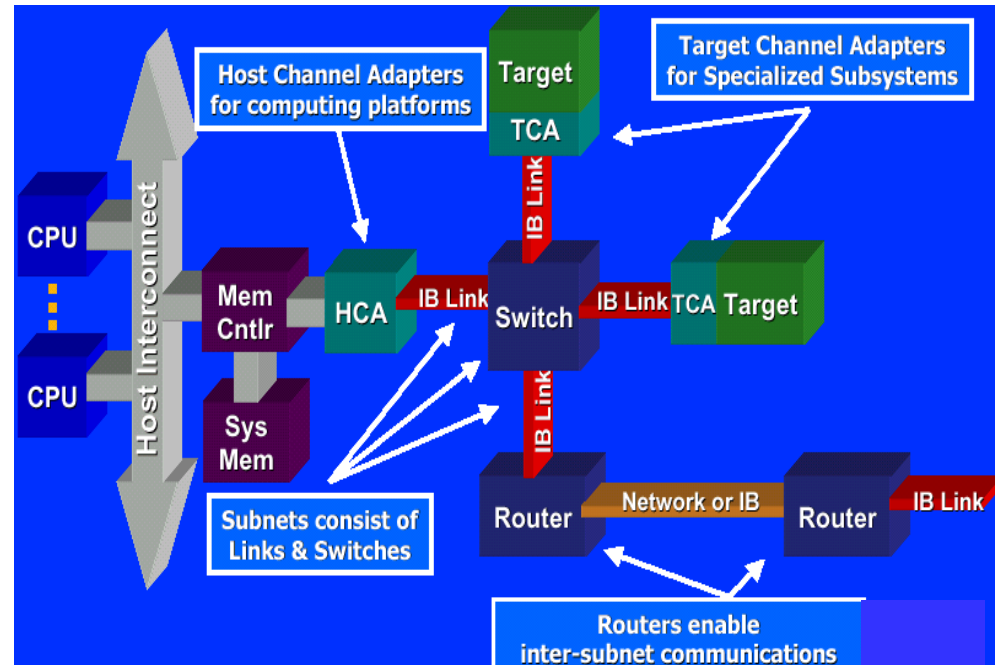 Host Channel Adapters
for computing platforms
Target
TCA
Target Channel Adapters
for Specialized Subsystems
IB Link
CPU
CPU
Host Interconnect
Mem
Cntlr
HCA
IB Link
Switch
IB Link
TCA
Target
Sys
Mem
IB Link
Subnets consist of
Links & Switches
Router
Network or IB
Router
IB Link
Routers enable
inter-subnet communications